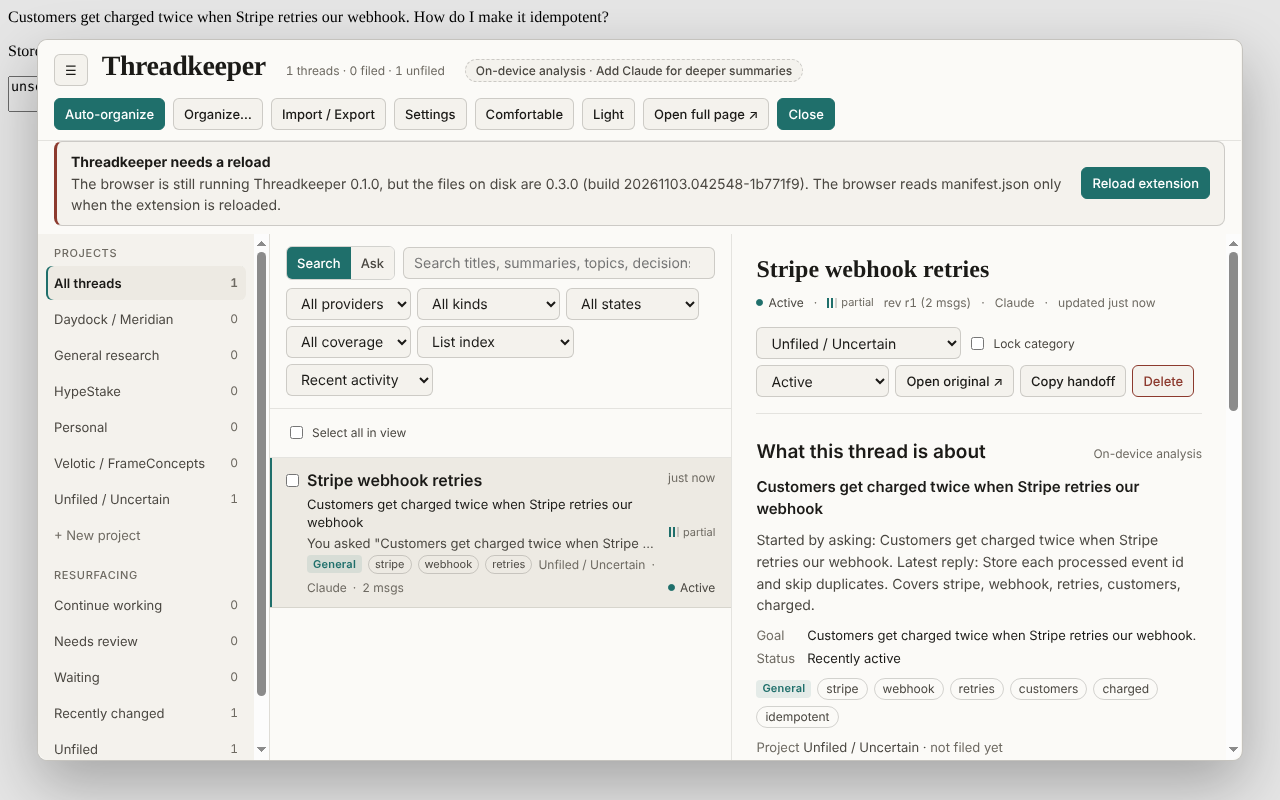 Customers get charged twice when Stripe retries our webhook. How do I make it idempotent?
Store
☰ Threadkeeper 1 threads · 0 filed · 1 unfiled On-device analysis · Add Claude for deeper summaries
Auto-organize Organize... Import / Export Settings Comfortable Light Open full page ↗ Close
Threadkeeper needs a reload
The browser is still running Threadkeeper 0.1.0, but the files on disk are 0.3.0 (build 20261103.042548-1b771f9). The browser reads manifest.json only
when the extension is reloaded.
Reload extension
PROJECTS
All threads 1
Daydock / Meridian 0
General research 0
HypeStake 0
Personal 0
Velotic / FrameConcepts 0
Unfiled / Uncertain 1
+ New project
RESURFACING
Continue working 0
Needs review 0
Waiting 0
Recently changed 1
Unfiled 1
Search Ask Search titles, summaries, topics, decisions
All providers All kinds All states
All coverage List index
Recent activity
Select all in view
Stripe webhook retries just now
Customers get charged twice when Stripe retries our
webhook
partial
You asked "Customers get charged twice when Stripe ...
General stripe webhook retries Unfiled / Uncertain ·
Claude · 2 msgs Active
Stripe webhook retries
Active · partial rev r1 (2 msgs) · Claude · updated just now
Unfiled / Uncertain Lock category
Active Open original ↗ Copy handoff Delete
What this thread is about On-device analysis
Customers get charged twice when Stripe retries our
webhook
Started by asking: Customers get charged twice when Stripe
retries our webhook. Latest reply: Store each processed event id
and skip duplicates. Covers stripe, webhook, retries, customers,
charged.
Goal Customers get charged twice when Stripe retries our webhook.
Status Recently active
General stripe webhook retries customers charged
idempotent
Project Unfiled / Uncertain · not filed yet